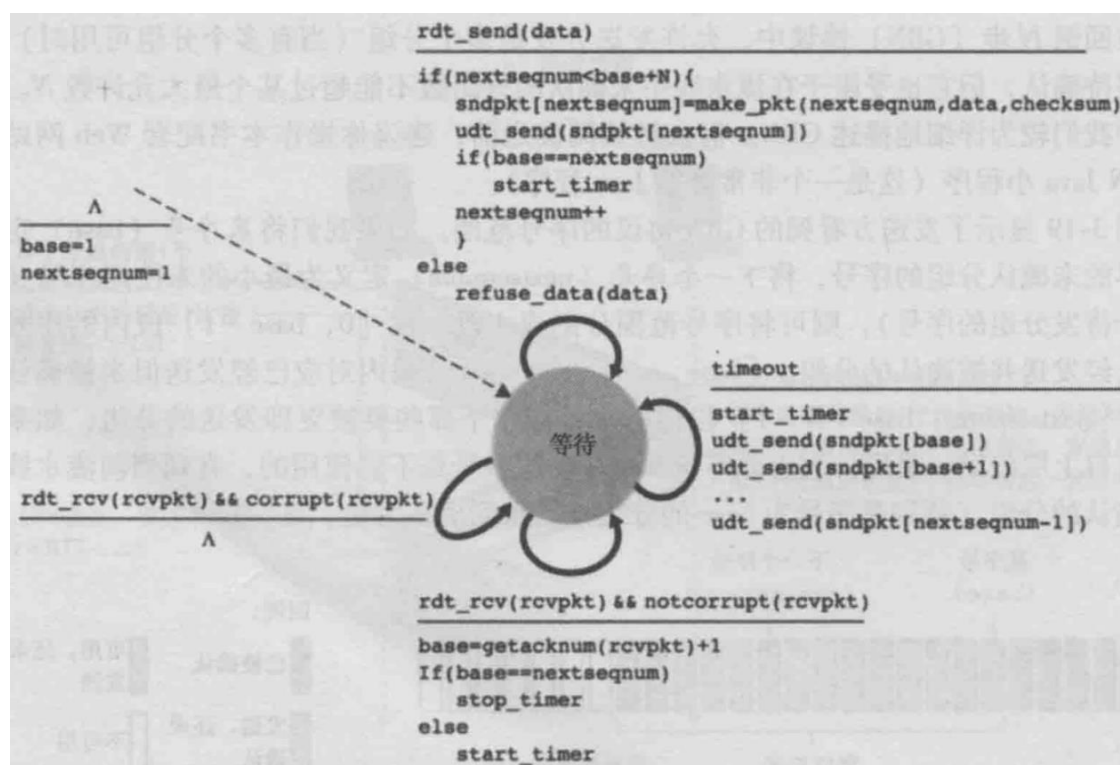 rdt_send(data)
if(nextseqnum<base+N){
sndpkt[nextseqnum]=make_pkt(nextseqnum,data,checksum)
udt_send(sndpkt[nextseqnum])
if(base==nextseqnum)
start_timer
nextseqnum++
}
else
refuse_data(data)
Λ
base=1
nextseqnum=1
等待
timeout
start_timer
udt_send(sndpkt[base])
udt_send(sndpkt[base+1])
...
udt_send(sndpkt[nextseqnum-1])
rdt_rcv(rcvpkt) && corrupt(rcvpkt)
Λ
rdt_rcv(rcvpkt) && notcorrupt(rcvpkt)
base=getacknum(rcvpkt)+1
If(base==nextseqnum)
stop_timer
else
start_timer